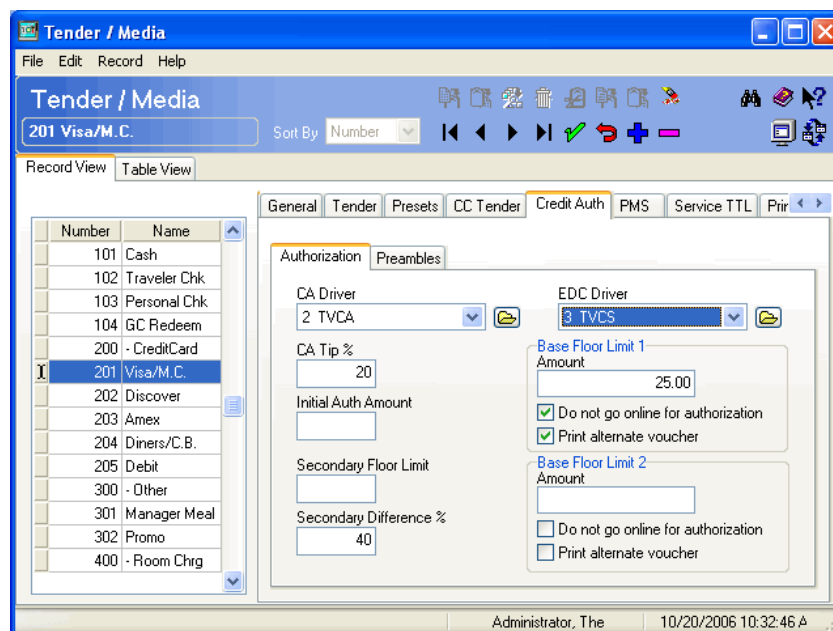 Tender / Media
File Edit Record Help
Tender / Media
201 Visa/M.C.
Sort By Number
Record View Table View
General Tender Presets CC Tender Credit Auth PMS Service TTL Prir
Number Name
101 Cash
102 Traveler Chk
103 Personal Chk
104 GC Redeem
200 - CreditCard
201 Visa/M.C.
202 Discover
203 Amex
204 Diners/C.B.
205 Debit
300 - Other
301 Manager Meal
302 Promo
400 - Room Chrg
Authorization Preambles
CA Driver
2 TVCA
CA Tip %
20
Initial Auth Amount
Secondary Floor Limit
Secondary Difference %
40
EDC Driver
3 TVCS
Base Floor Limit 1
Amount
25.00
Do not go online for authorization
Print alternate voucher
Base Floor Limit 2
Amount
Do not go online for authorization
Print alternate voucher
Administrator, The 10/20/2006 10:32:46 A